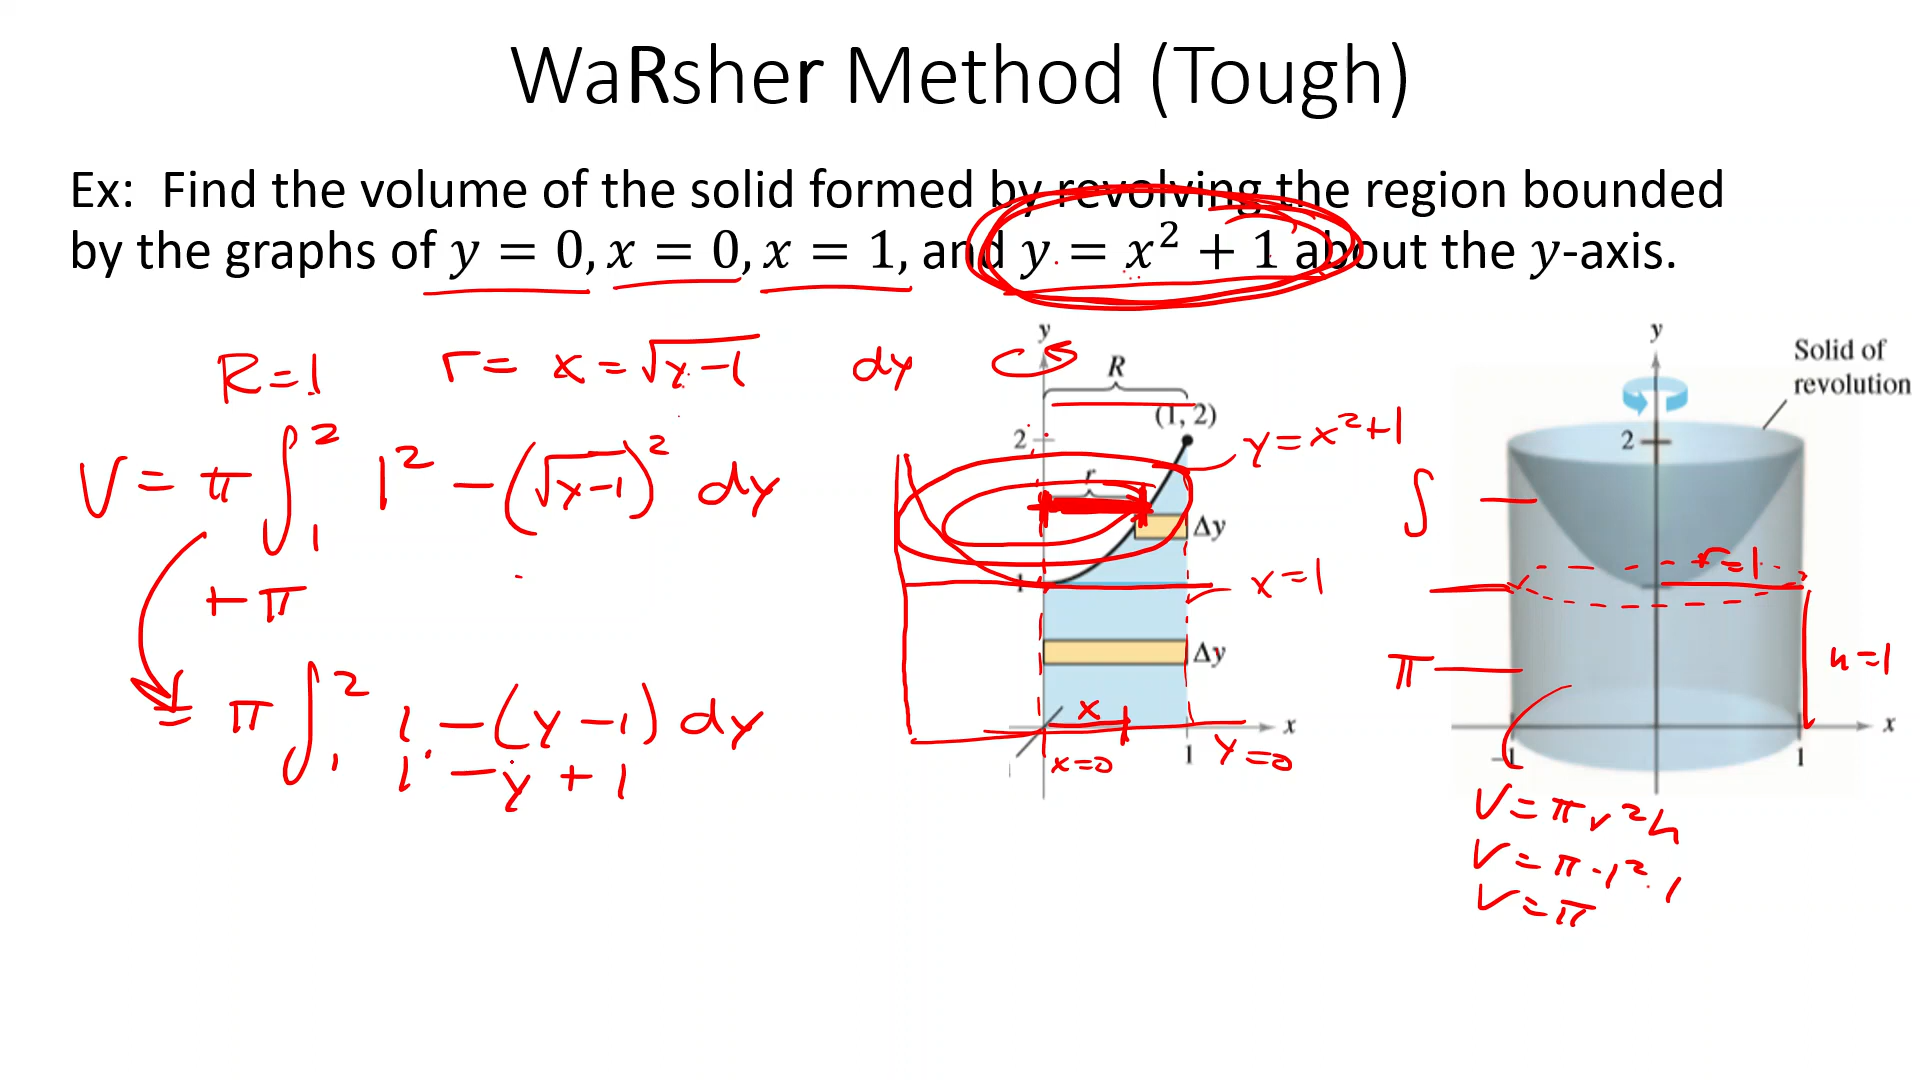 WaRsher Method (Tough)
Ex: Find the volume of the solid formed by revolving the region bounded
by the graphs of y = 0, x = 0, x = 1, and y = x² + 1 about the y-axis.
R=1 r= x=√y-1 dy
V = π ∫₁² 1² - (√y-1)² dy
+ π
= π ∫₁² 1 - (y-1) dy
1 - y + 1
y
R
(1, 2)
2
y=x²+1
r
Δy
1
x=1
Δy
x
x
x=0
1
y=0
y
Solid of
revolution
2
∫
r=1
π
h=1
x
-1
1
V=πr²h
V=π·1²·1
V=π